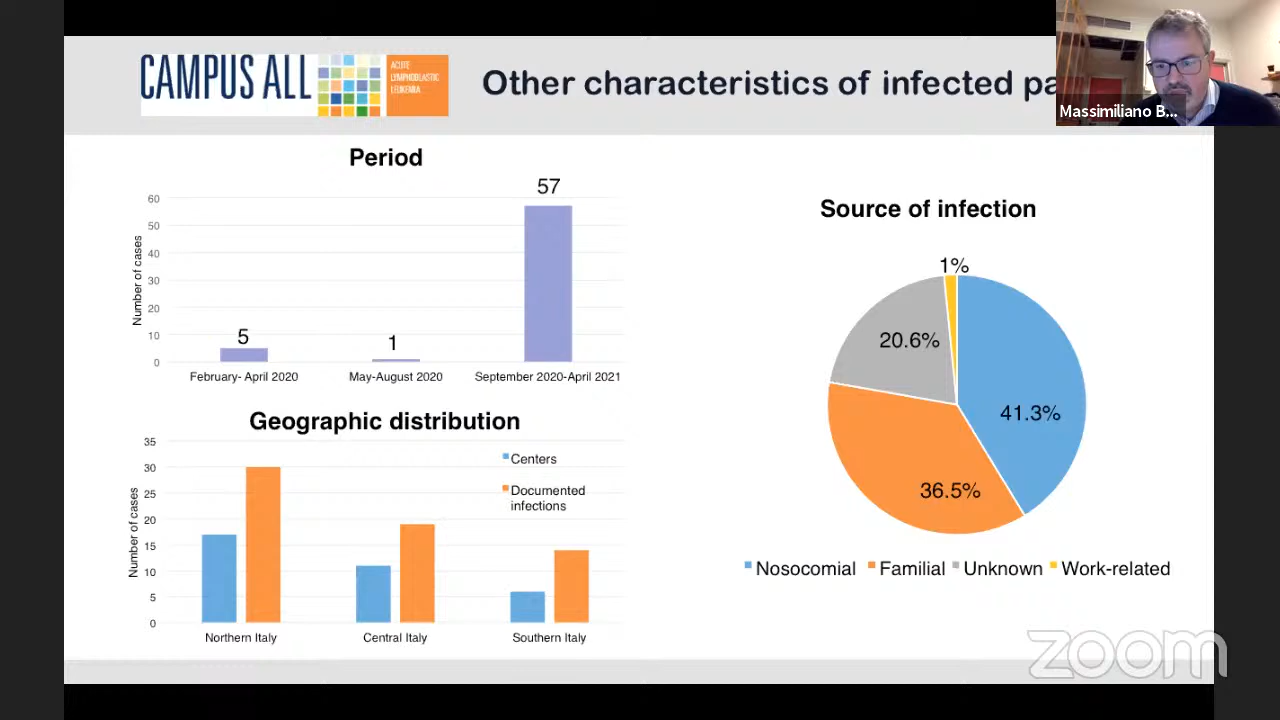 CAMPUS ALL
ACUTE
LYMPHOBLASTIC
LEUKEMIA
Other characteristics of infected pa
Massimiliano B...
Period
Number of cases
60
50
40
30
20
10
0
5
1
57
February- April 2020
May-August 2020
September 2020-April 2021
Geographic distribution
Number of cases
35
30
25
20
15
10
5
0
Centers
Documented
infections
Northern Italy
Central Italy
Southern Italy
Source of infection
1%
20.6%
41.3%
36.5%
Nosocomial
Familial
Unknown
Work-related
zoom